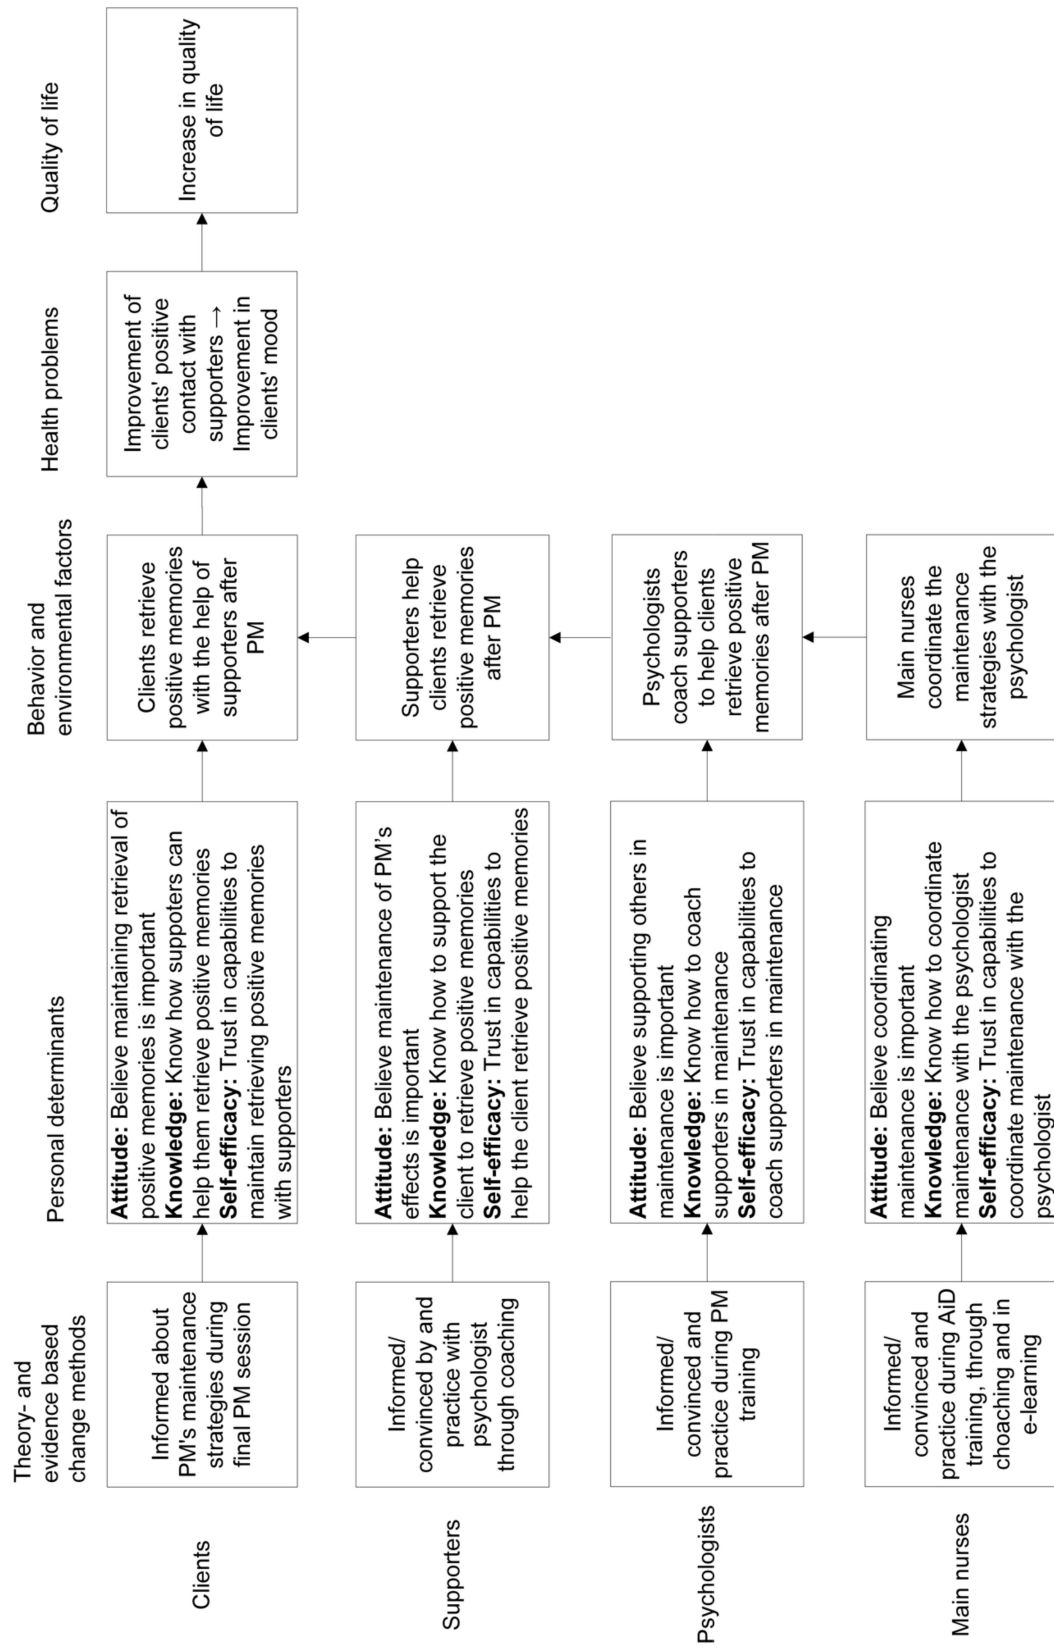 Theory- and
evidence based
change methods
Personal determinants
Behavior and
environmental factors
Health problems
Quality of life
Clients
Informed about
PM's maintenance
strategies during
final PM session
Attitude: Believe maintaining retrieval of
positive memories is important
Knowledge: Know how suppoters can
help them retrieve positive memories
Self-efficacy: Trust in capabilities to
maintain retrieving positive memories
with supporters
Clients retrieve
positive memories
with the help of
supporters after
PM
Improvement of
clients' positive
contact with
supporters →
Improvement in
clients' mood
Increase in quality
of life
Supporters
Informed/
convinced by and
practice with
psychologist
through coaching
Attitude: Believe maintenance of PM's
effects is important
Knowledge: Know how to support the
client to retrieve positive memories
Self-efficacy: Trust in capabilities to
help the client retrieve positive memories
Supporters help
clients retrieve
positive memories
after PM
Psychologists
Informed/
convinced and
practice during PM
training
Attitude: Believe supporting others in
maintenance is important
Knowledge: Know how to coach
supporters in maintenance
Self-efficacy: Trust in capabilities to
coach supporters in maintenance
Psychologists
coach supporters
to help clients
retrieve positive
memories after PM
Main nurses
Informed/
convinced and
practice during AiD
training, through
choaching and in
e-learning
Attitude: Believe coordinating
maintenance is important
Knowledge: Know how to coordinate
maintenance with the psychologist
Self-efficacy: Trust in capabilities to
coordinate maintenance with the
psychologist
Main nurses
coordinate the
maintenance
strategies with the
psychologist